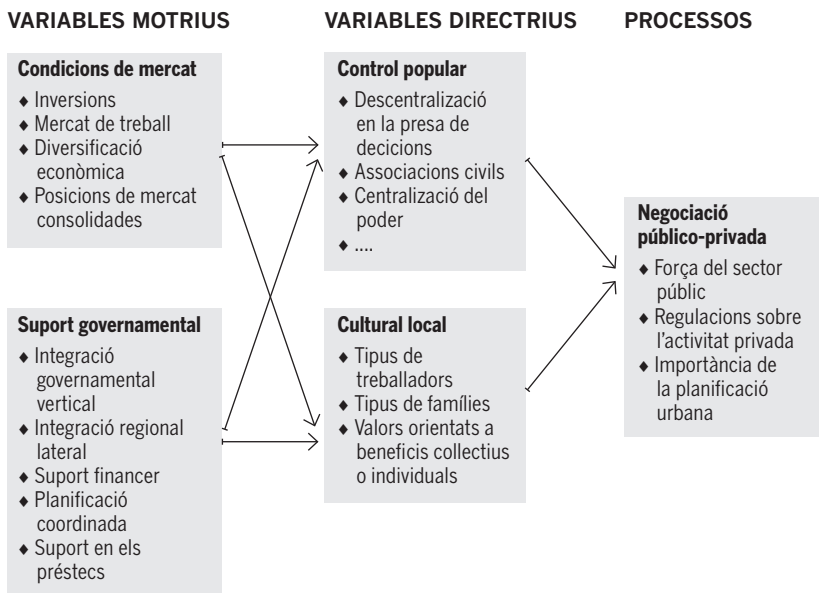 VARIABLES MOTRIUS
VARIABLES DIRECTRIUS
PROCESSOS
Condicions de mercat
♦ Inversions
♦ Mercat de treball
♦ Diversificació
econòmica
♦ Posicions de mercat
consolidades
Suport governamental
♦ Integració
governamental
vertical
♦ Integració regional
lateral
♦ Suport financer
♦ Planificació
coordinada
♦ Suport en els
préstecs
Control popular
♦ Descentralizació
en la presa de
decicions
♦ Associacions civils
♦ Centralizació del
poder
♦ ....
Cultural local
♦ Tipus de
treballadors
♦ Tipus de famílies
♦ Valors orientats a
beneficis collectius
o individuals
Negociació
público-privada
♦ Força del sector
públic
♦ Regulacions sobre
l'activitat privada
♦ Importància de
la planificació
urbana